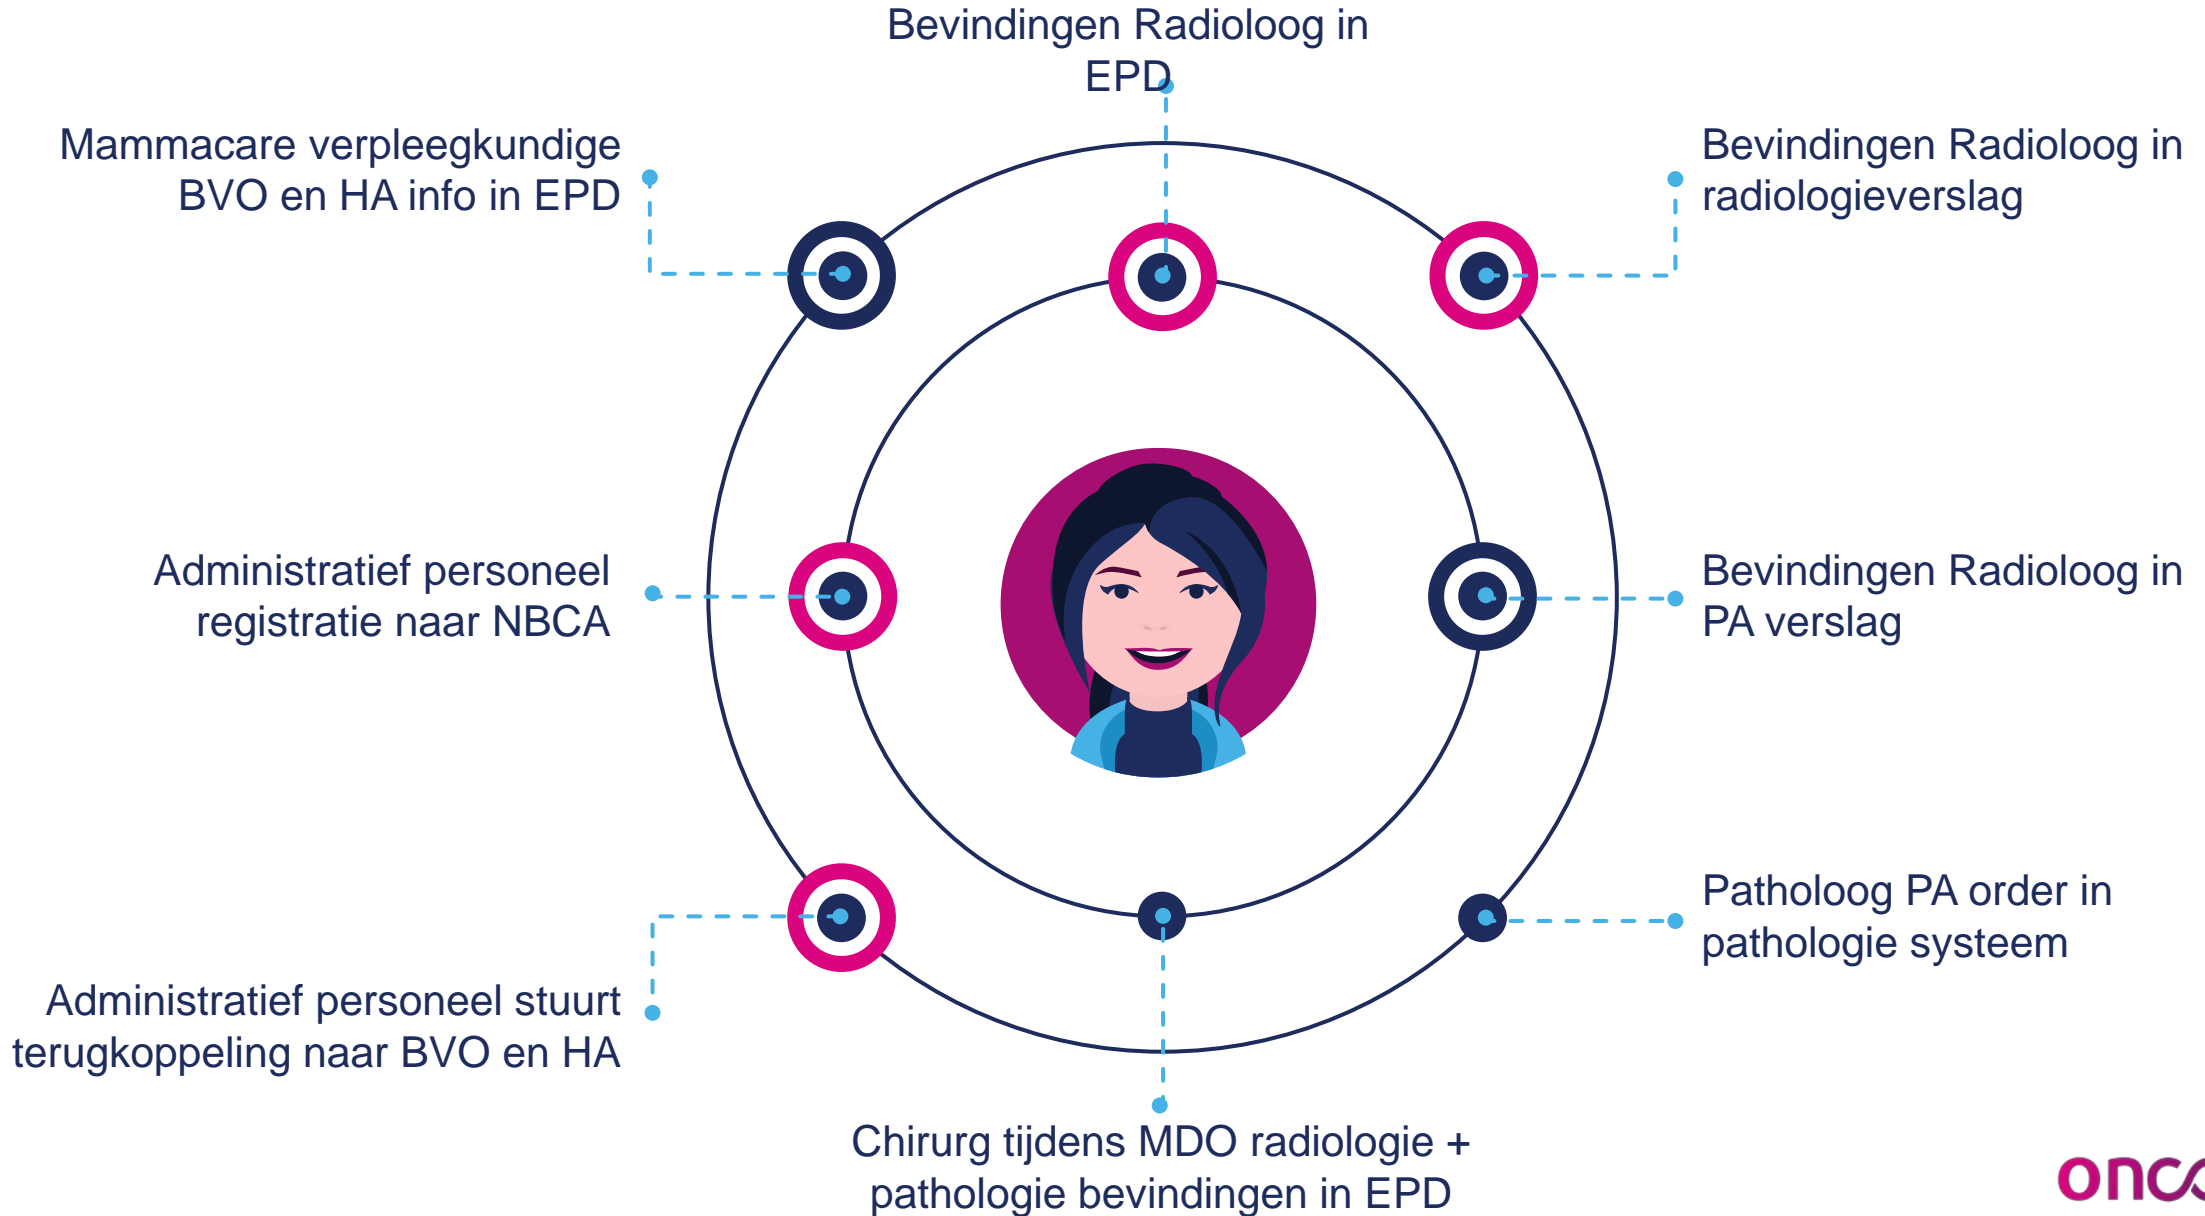 Bevindingen Radioloog in
EPD
Mammacare verpleegkundige
BVO en HA info in EPD
Bevindingen Radioloog in
radiologieverslag
Administratief personeel
registratie naar NBCA
Bevindingen Radioloog in
PA verslag
Patholoog PA order in
pathologie systeem
Administratief personeel stuurt
terugkoppeling naar BVO en HA
Chirurg tijdens MDO radiologie +
pathologie bevindingen in EPD